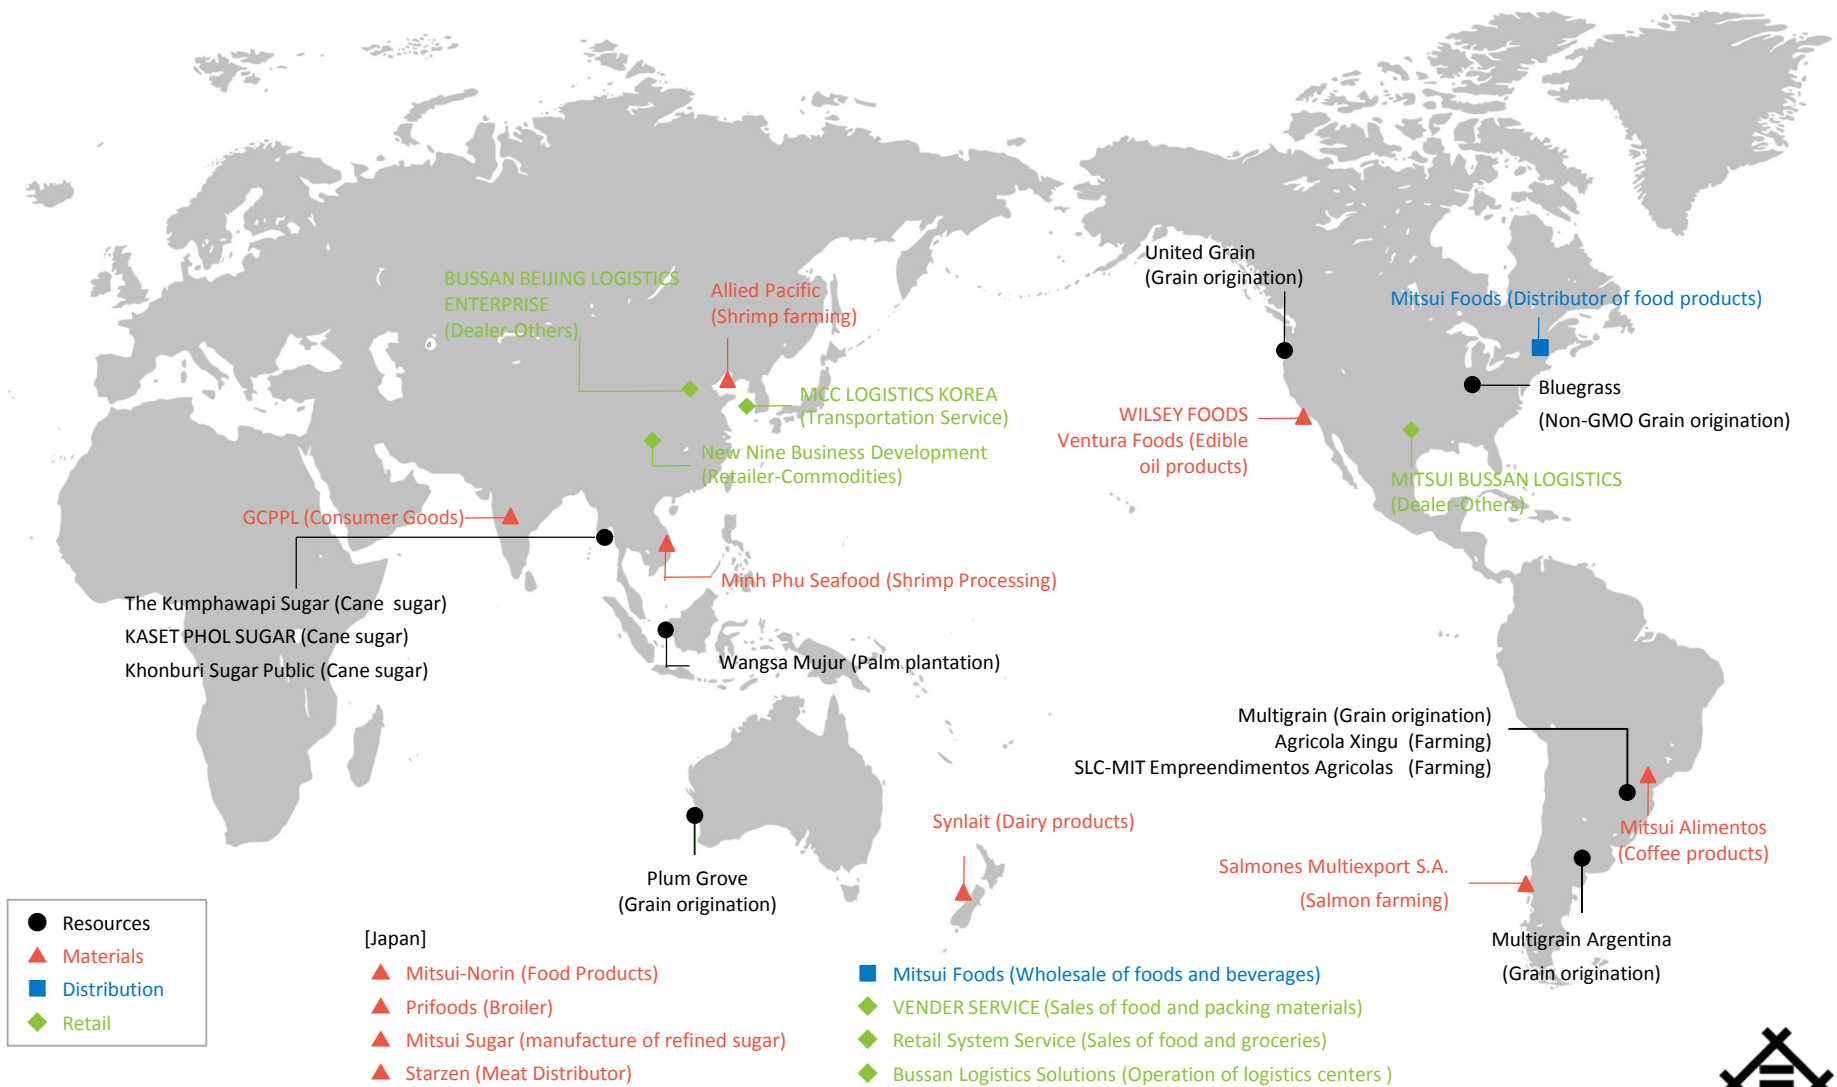 BUSSAN BEIJING LOGISTICS
ENTERPRISE
(Dealer-Others)
Allied Pacific
(Shrimp farming)
MCC LOGISTICS KOREA
(Transportation Service)
New Nine Business Development
(Retailer-Commodities)
GCPPL (Consumer Goods)
The Kumphawapi Sugar (Cane sugar)
KASET PHOL SUGAR (Cane sugar)
Khonburi Sugar Public (Cane sugar)
Minh Phu Seafood (Shrimp Processing)
Wangsa Mujur (Palm plantation)
Plum Grove
(Grain origination)
Synlait (Dairy products)
United Grain
(Grain origination)
Mitsui Foods (Distributor of food products)
Bluegrass
(Non-GMO Grain origination)
WILSEY FOODS
Ventura Foods (Edible
oil products)
MITSUI BUSSAN LOGISTICS
(Dealer-Others)
Multigrain (Grain origination)
Agricola Xingu (Farming)
SLC-MIT Empreendimentos Agricolas (Farming)
Mitsui Alimentos
(Coffee products)
Salmones Multiexport S.A.
(Salmon farming)
Multigrain Argentina
(Grain origination)
Resources
Materials
Distribution
Retail
[Japan]
Mitsui-Norin (Food Products)
Prifoods (Broiler)
Mitsui Sugar (manufacture of refined sugar)
Starzen (Meat Distributor)
Mitsui Foods (Wholesale of foods and beverages)
VENDER SERVICE (Sales of food and packing materials)
Retail System Service (Sales of food and groceries)
Bussan Logistics Solutions (Operation of logistics centers )